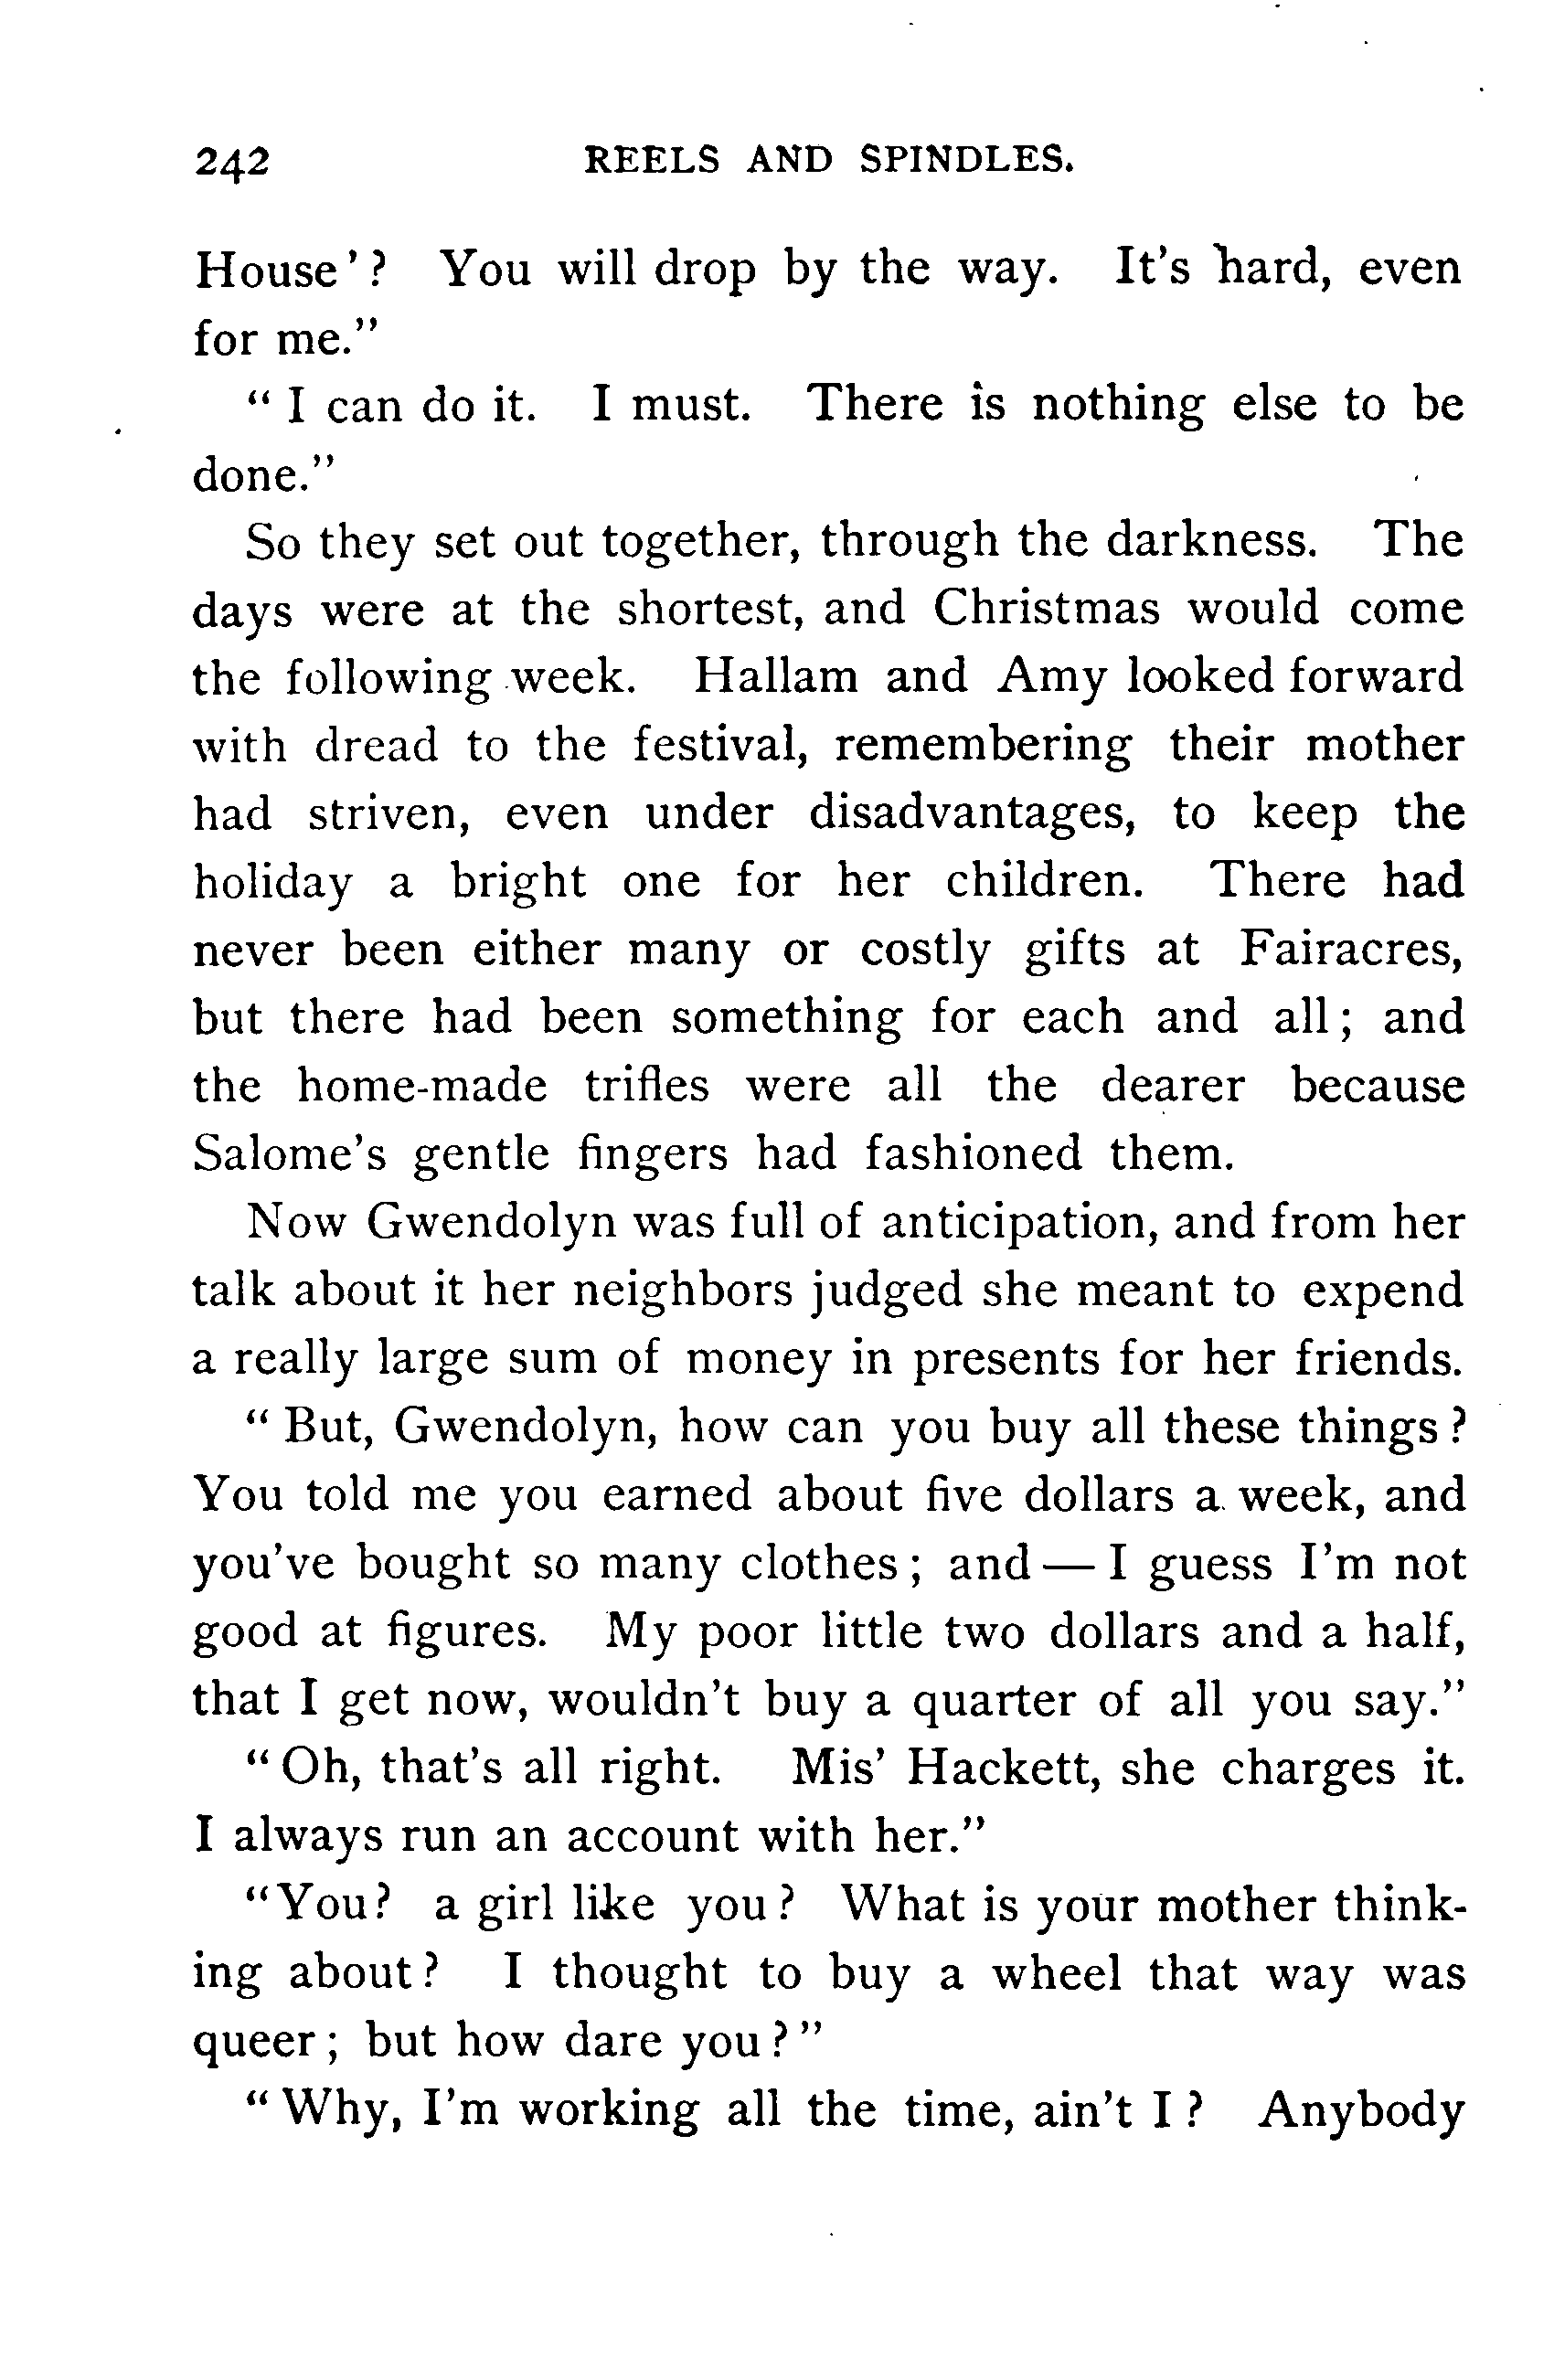 242 REELS AND SPINDLES.
House'? You will drop by the way. It's hard, even
for me."
"I can do it. I must. There is nothing else to be
done."
So they set out together, through the darkness. The
days were at the shortest, and Christmas would come
the following week. Hallam and Amy looked forward
with dread to the festival, remembering their mother
had striven, even under disadvantages, to keep the
holiday a bright one for her children. There had
never been either many or costly gifts at Fairacres,
but there had been something for each and all; and
the home-made trifles were all the dearer because
Salome's gentle fingers had fashioned them.
Now Gwendolyn was full of anticipation, and from her
talk about it her neighbors judged she meant to expend
a really large sum of money in presents for her friends.
"But, Gwendolyn, how can you buy all these things?
You told me you earned about five dollars a week, and
you've bought so many clothes; and — I guess I'm not
good at figures. My poor little two dollars and a half,
that I get now, wouldn't buy a quarter of all you say."
"Oh, that's all right. Mis' Hackett, she charges it.
I always run an account with her."
"You? a girl like you? What is your mother think-
ing about? I thought to buy a wheel that way was
queer; but how dare you?"
"Why, I'm working all the time, ain't I? Anybody